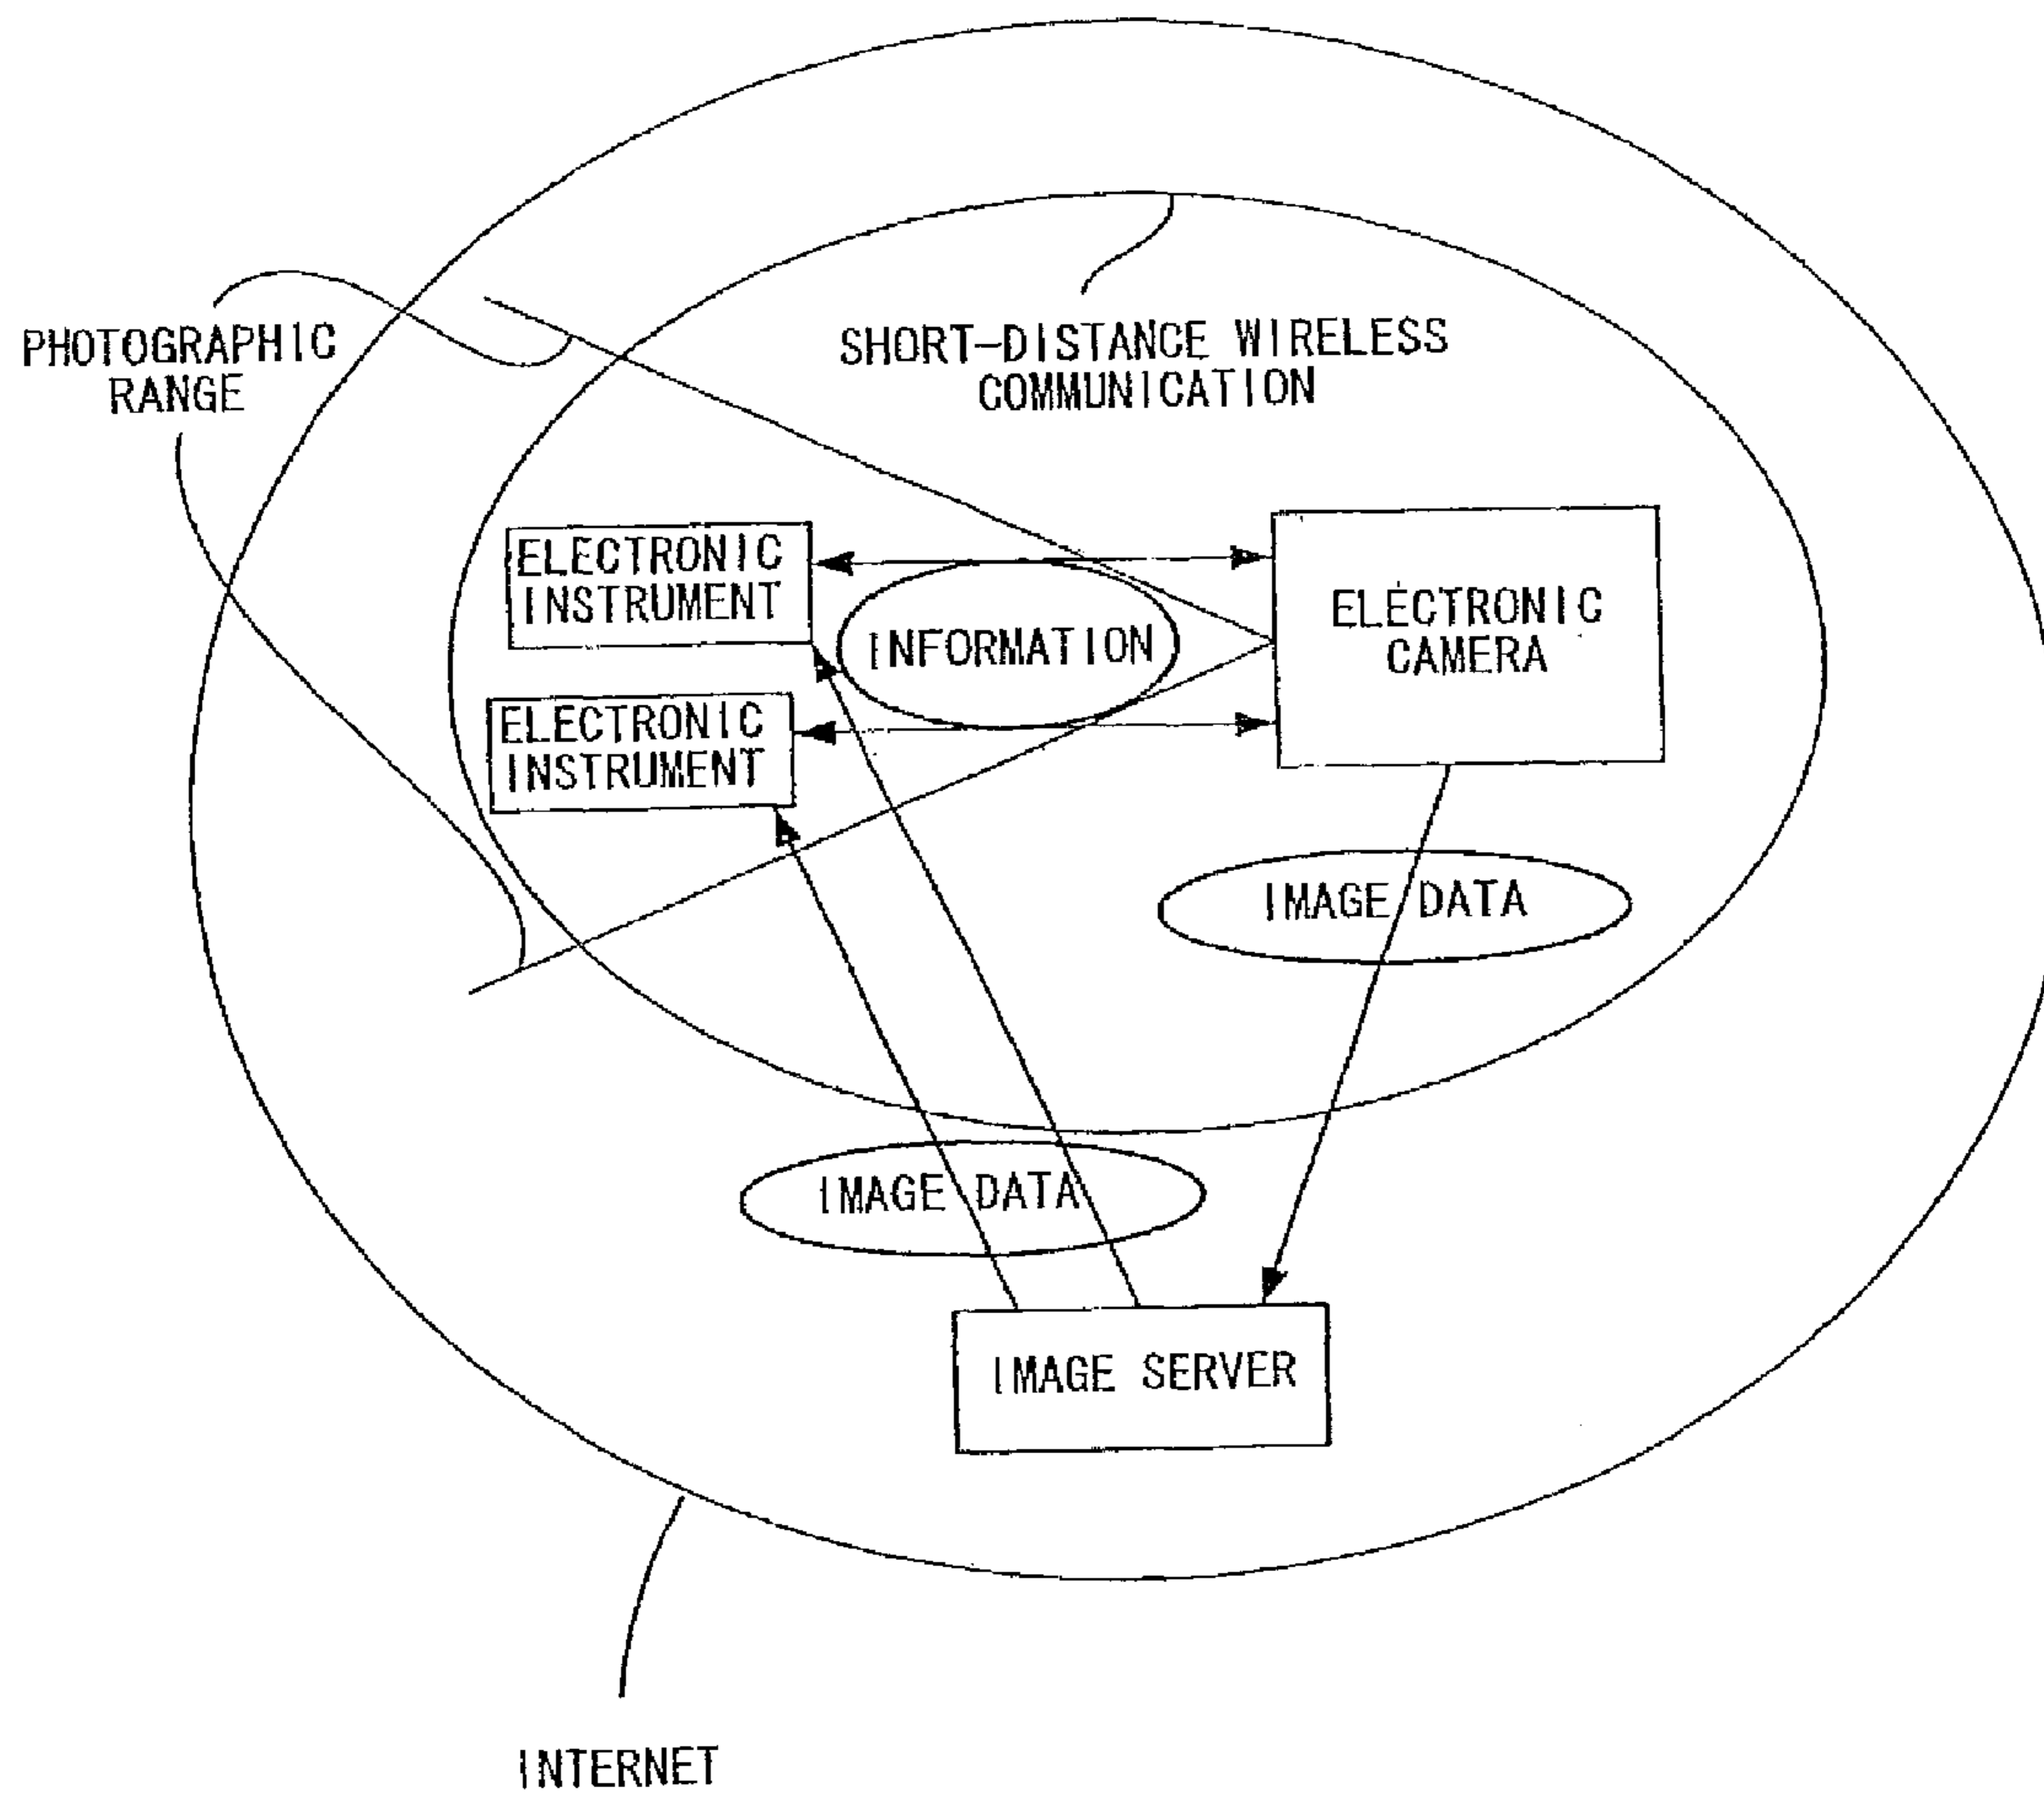 PHOTOGRAPHIC
RANGE
SHORT-DISTANCE WIRELESS
COMMUNICATION
ELECTRONIC
INSTRUMENT
INFORMATION
ELECTRONIC
CAMERA
ELECTRONIC
INSTRUMENT
IMAGE DATA
IMAGE DATA
IMAGE SERVER
INTERNET